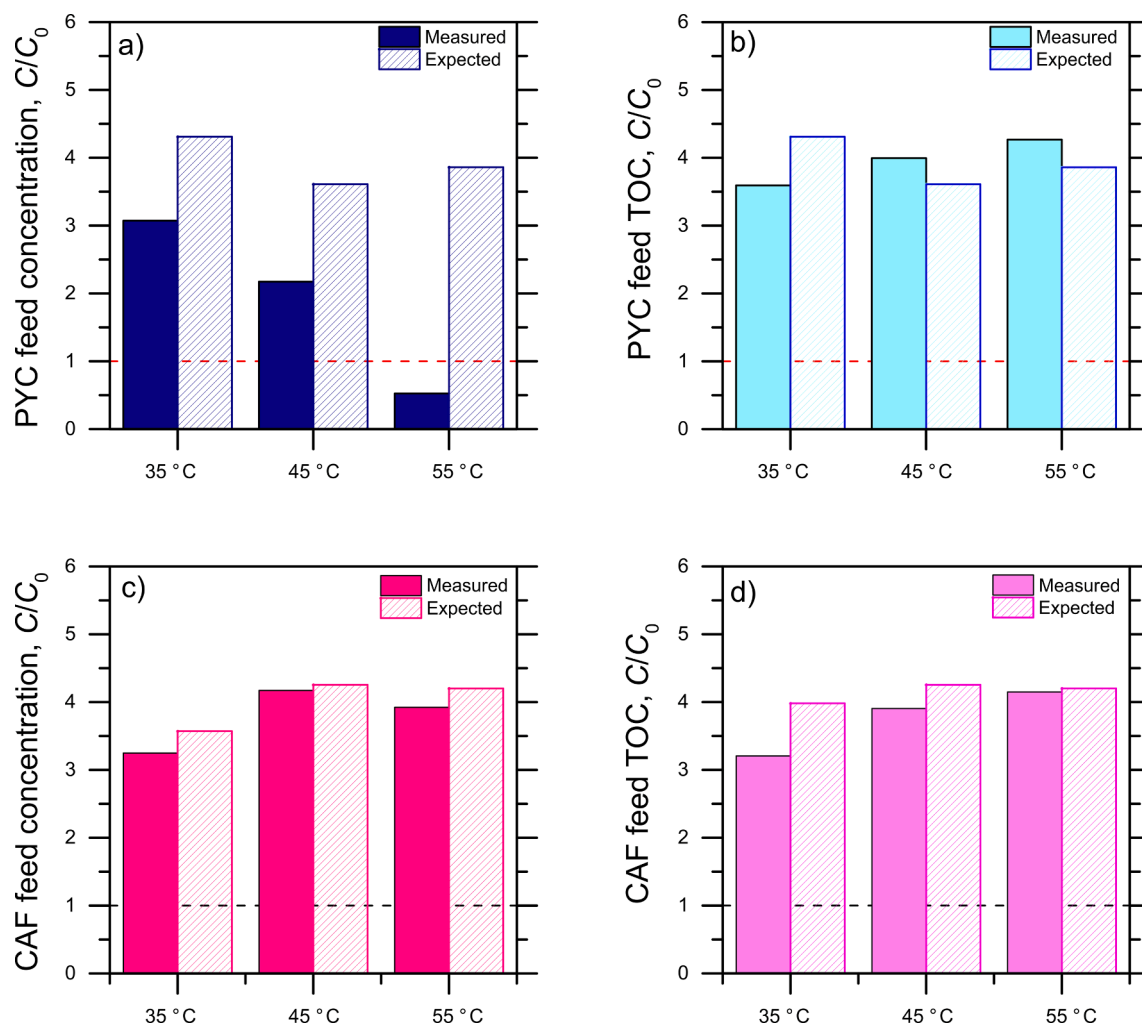 a)
Measured
Expected
PYC feed concentration, C/C0
6
5
4
3
2
1
0
35 °C
45 °C
55 °C
b)
Measured
Expected
PYC feed TOC, C/C0
6
5
4
3
2
1
0
35 °C
45 °C
55 °C
c)
Measured
Expected
CAF feed concentration, C/C0
6
5
4
3
2
1
0
35 °C
45 °C
55 °C
d)
Measured
Expected
CAF feed TOC, C/C0
6
5
4
3
2
1
0
35 °C
45 °C
55 °C